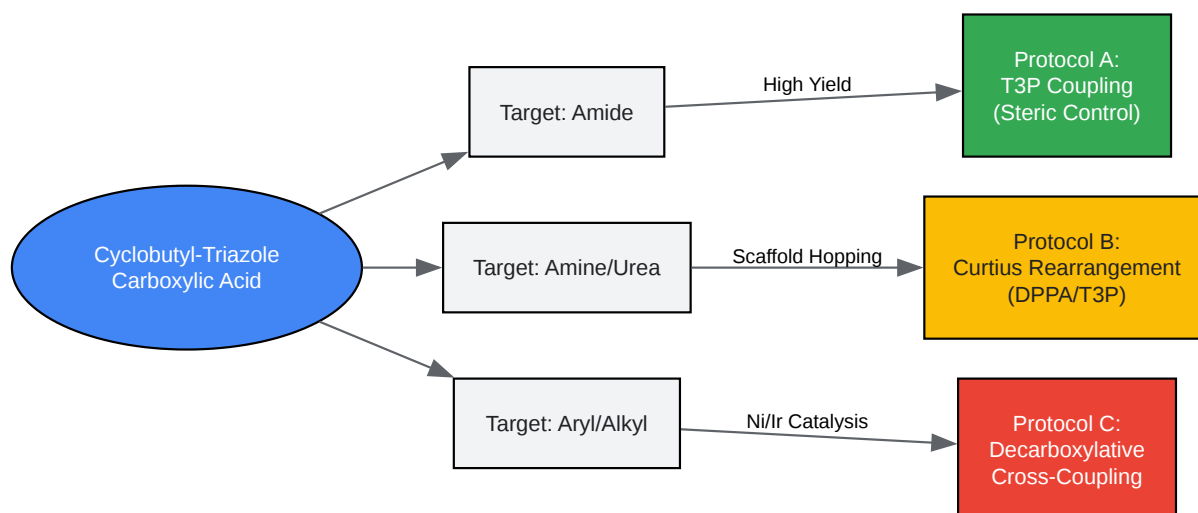 Cyclobutyl-Triazole
Carboxylic Acid
Target: Amide
High Yield
Protocol A:
T3P Coupling
(Steric Control)
Target: Amine/Urea
Scaffold Hopping
Protocol B:
Curtius Rearrangement
(DPPA/T3P)
Target: Aryl/Alkyl
Ni/Ir Catalysis
Protocol C:
Decarboxylative
Cross-Coupling